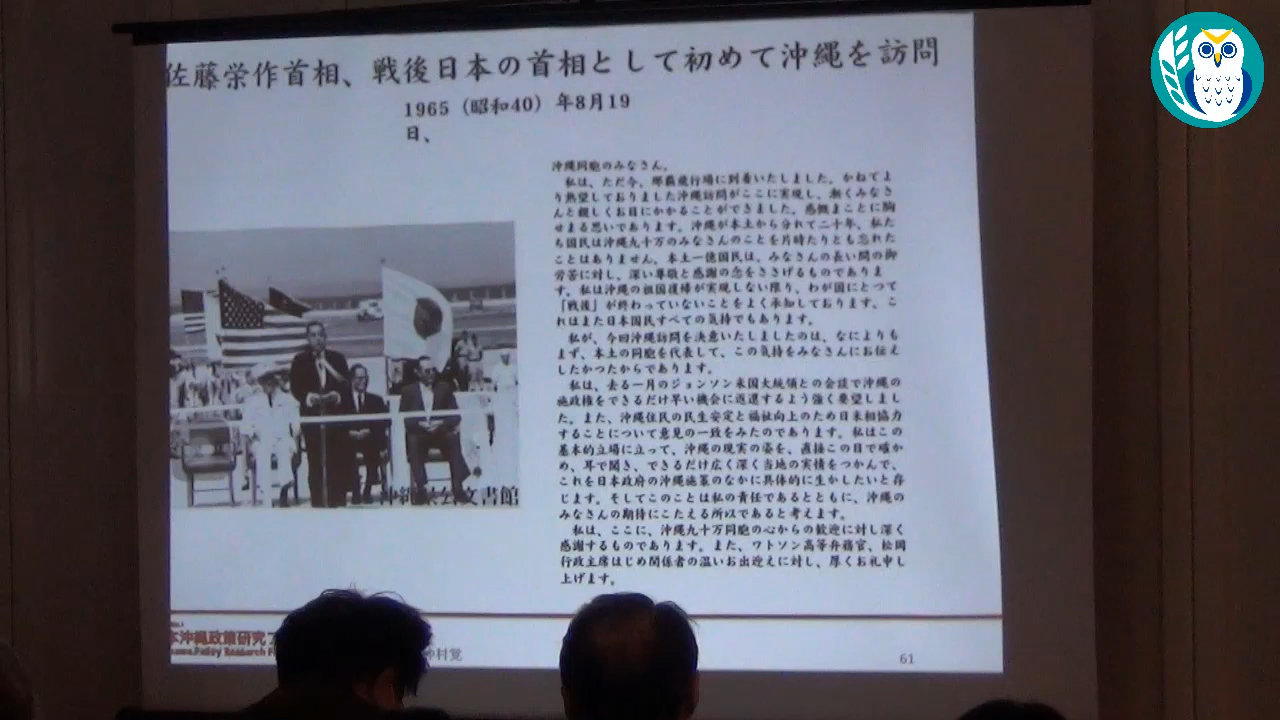 佐藤栄作首相、戦後日本の首相として初めて沖縄を訪問
1965（昭和40）年8月19
日、
沖縄同胞のみなさん。
私は、ただ今、那覇飛行場に到着いたしました。かねてよ
り熱望しておりました沖縄訪問がここに実現し、漸くみなさ
んと親しくお目にかかることができました。感慨まことに胸
せまる思いであります。沖縄が本土から分れて二十年、私た
ち国民は沖縄九十万のみなさんのことを片時たりとも忘れた
ことはありません。本土一億国民は、みなさんの長い間の御
労苦に対し、深い尊敬と感謝の念をささげるものでありま
す。私は沖縄の祖国復帰が実現しない限り、わが国にとつて
「戦後」が終わっていないことをよく承知しております。こ
れはまた日本国民すべての気持でもあります。
私が、今回沖縄訪問を決意いたしましたのは、なによりも
まず、本土の同胞を代表して、この気持をみなさんにお伝え
したかつたからであります。
私は、去る一月のジョンソン米国大統領との会談で沖縄の
施政権をできるだけ早い機会に返還するよう強く要望しまし
た。また、沖縄住民の民生安定と福祉向上のため日米相協力
することについて意見の一致をみたのであります。私はこの
基本的立場に立って、沖縄の現実の姿を、直接この目で確か
め、耳で聞き、できるだけ広く深く当地の実情をつかんで、
これを日本政府の沖縄施策のなかに具体的に生かしたいと存
じます。そしてこのことは私の責任であるとともに、沖縄の
みなさんの期待にこたえる所以であると考えます。
私は、ここに、沖縄九十万同胞の心からの歓迎に対し深く
感謝するものであります。また、ワトソン高等弁務官、松岡
行政主席はじめ関係者の温いお出迎えに対し、厚くお礼申し
上げます。
沖縄県公文書館
本沖縄政策研究フ
Policy Research
仲村覚
61